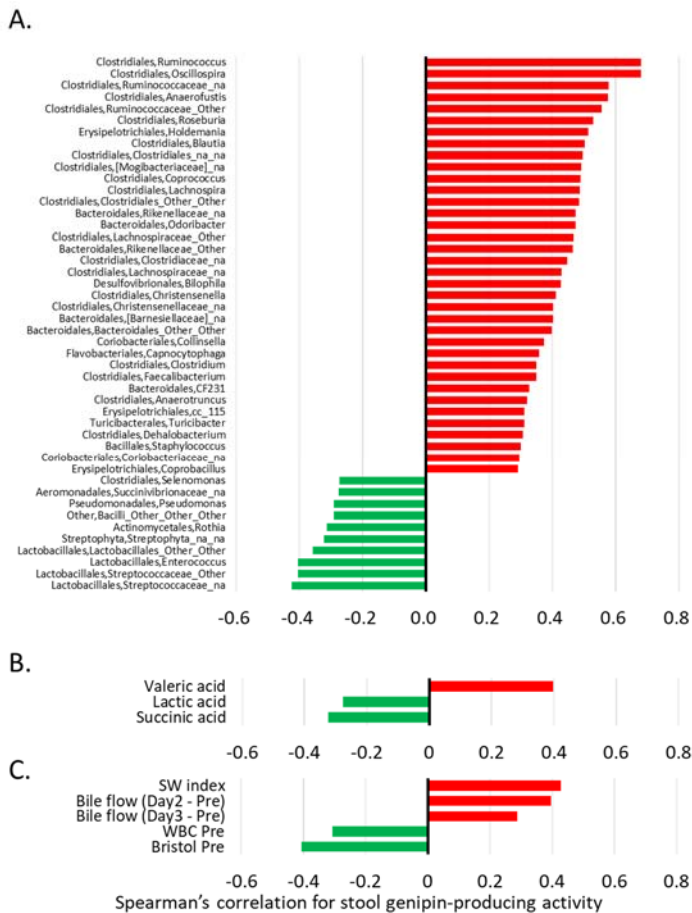 A.
Clostridiales,Ruminococcus
Clostridiales,Oscillospira
Clostridiales,Ruminococcaceae_na
Clostridiales,Anaerofustis
Clostridiales,Ruminococcaceae_Other
Clostridiales,Roseburia
Erysipelotrichiales,Holdemania
Clostridiales,Blautia
Clostridiales,Clostridiales_na_na
Clostridiales,[Mogibacteriaceae]_na
Clostridiales,Coprococcus
Clostridiales,Lachnospira
Clostridiales,Clostridiales_Other_Other
Bacteroidales,Rikenellaceae_na
Bacteroidales,Odoribacter
Clostridiales,Lachnospiraceae_Other
Bacteroidales,Rikenellaceae_Other
Clostridiales,Clostridiaceae_na
Clostridiales,Lachnospiraceae_na
Desulfovibrionales,Bilophila
Clostridiales,Christensenella
Clostridiales,Christensenellaceae_na
Bacteroidales,[Barnesiellaceae]_na
Bacteroidales,Bacteroidales_Other_Other
Coriobacteriales,Collinsella
Flavobacteriales,Capnocytophaga
Clostridiales,Clostridium
Clostridiales,Faecalibacterium
Bacteroidales,CF231
Clostridiales,Anaerotruncus
Erysipelotrichiales,cc_115
Turicibacterales,Turicibacter
Clostridiales,Dehalobacterium
Bacillales,Staphylococcus
Coriobacteriales,Coriobacteriaceae_na
Erysipelotrichiales,Coprobacillus
Clostridiales,Selenomonas
Aeromonadales,Succinivibrionaceae_na
Pseudomonadales,Pseudomonas
Other,Bacilli_Other_Other_Other
Actinomycetales,Rothia
Streptophyta,Streptophyta_na_na
Lactobacillales,Lactobacillales_Other_Other
Lactobacillales,Enterococcus
Lactobacillales,Streptococcaceae_Other
Lactobacillales,Streptococcaceae_na
-0.6 -0.4 -0.2 0.0 0.2 0.4 0.6 0.8
B.
Valeric acid
Lactic acid
Succinic acid
-0.6 -0.4 -0.2 0 0.2 0.4 0.6 0.8
C.
SW index
Bile flow (Day2 - Pre)
Bile flow (Day3 - Pre)
WBC Pre
Bristol Pre
-0.6 -0.4 -0.2 0 0.2 0.4 0.6 0.8
Spearman's correlation for stool genipin-producing activity